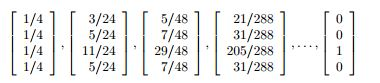 [ 1/4 ] [ 3/24 ] [ 5/48 ] [ 21/288 ] [ 0 ]
[ 1/4 ] [ 5/24 ] [ 7/48 ] [ 31/288 ] [ 0 ]
[ 1/4 ] , [ 11/24 ] , [ 29/48 ] , [ 205/288 ] , . . . , [ 1 ]
[ 1/4 ] [ 5/24 ] [ 7/48 ] [ 31/288 ] [ 0 ]